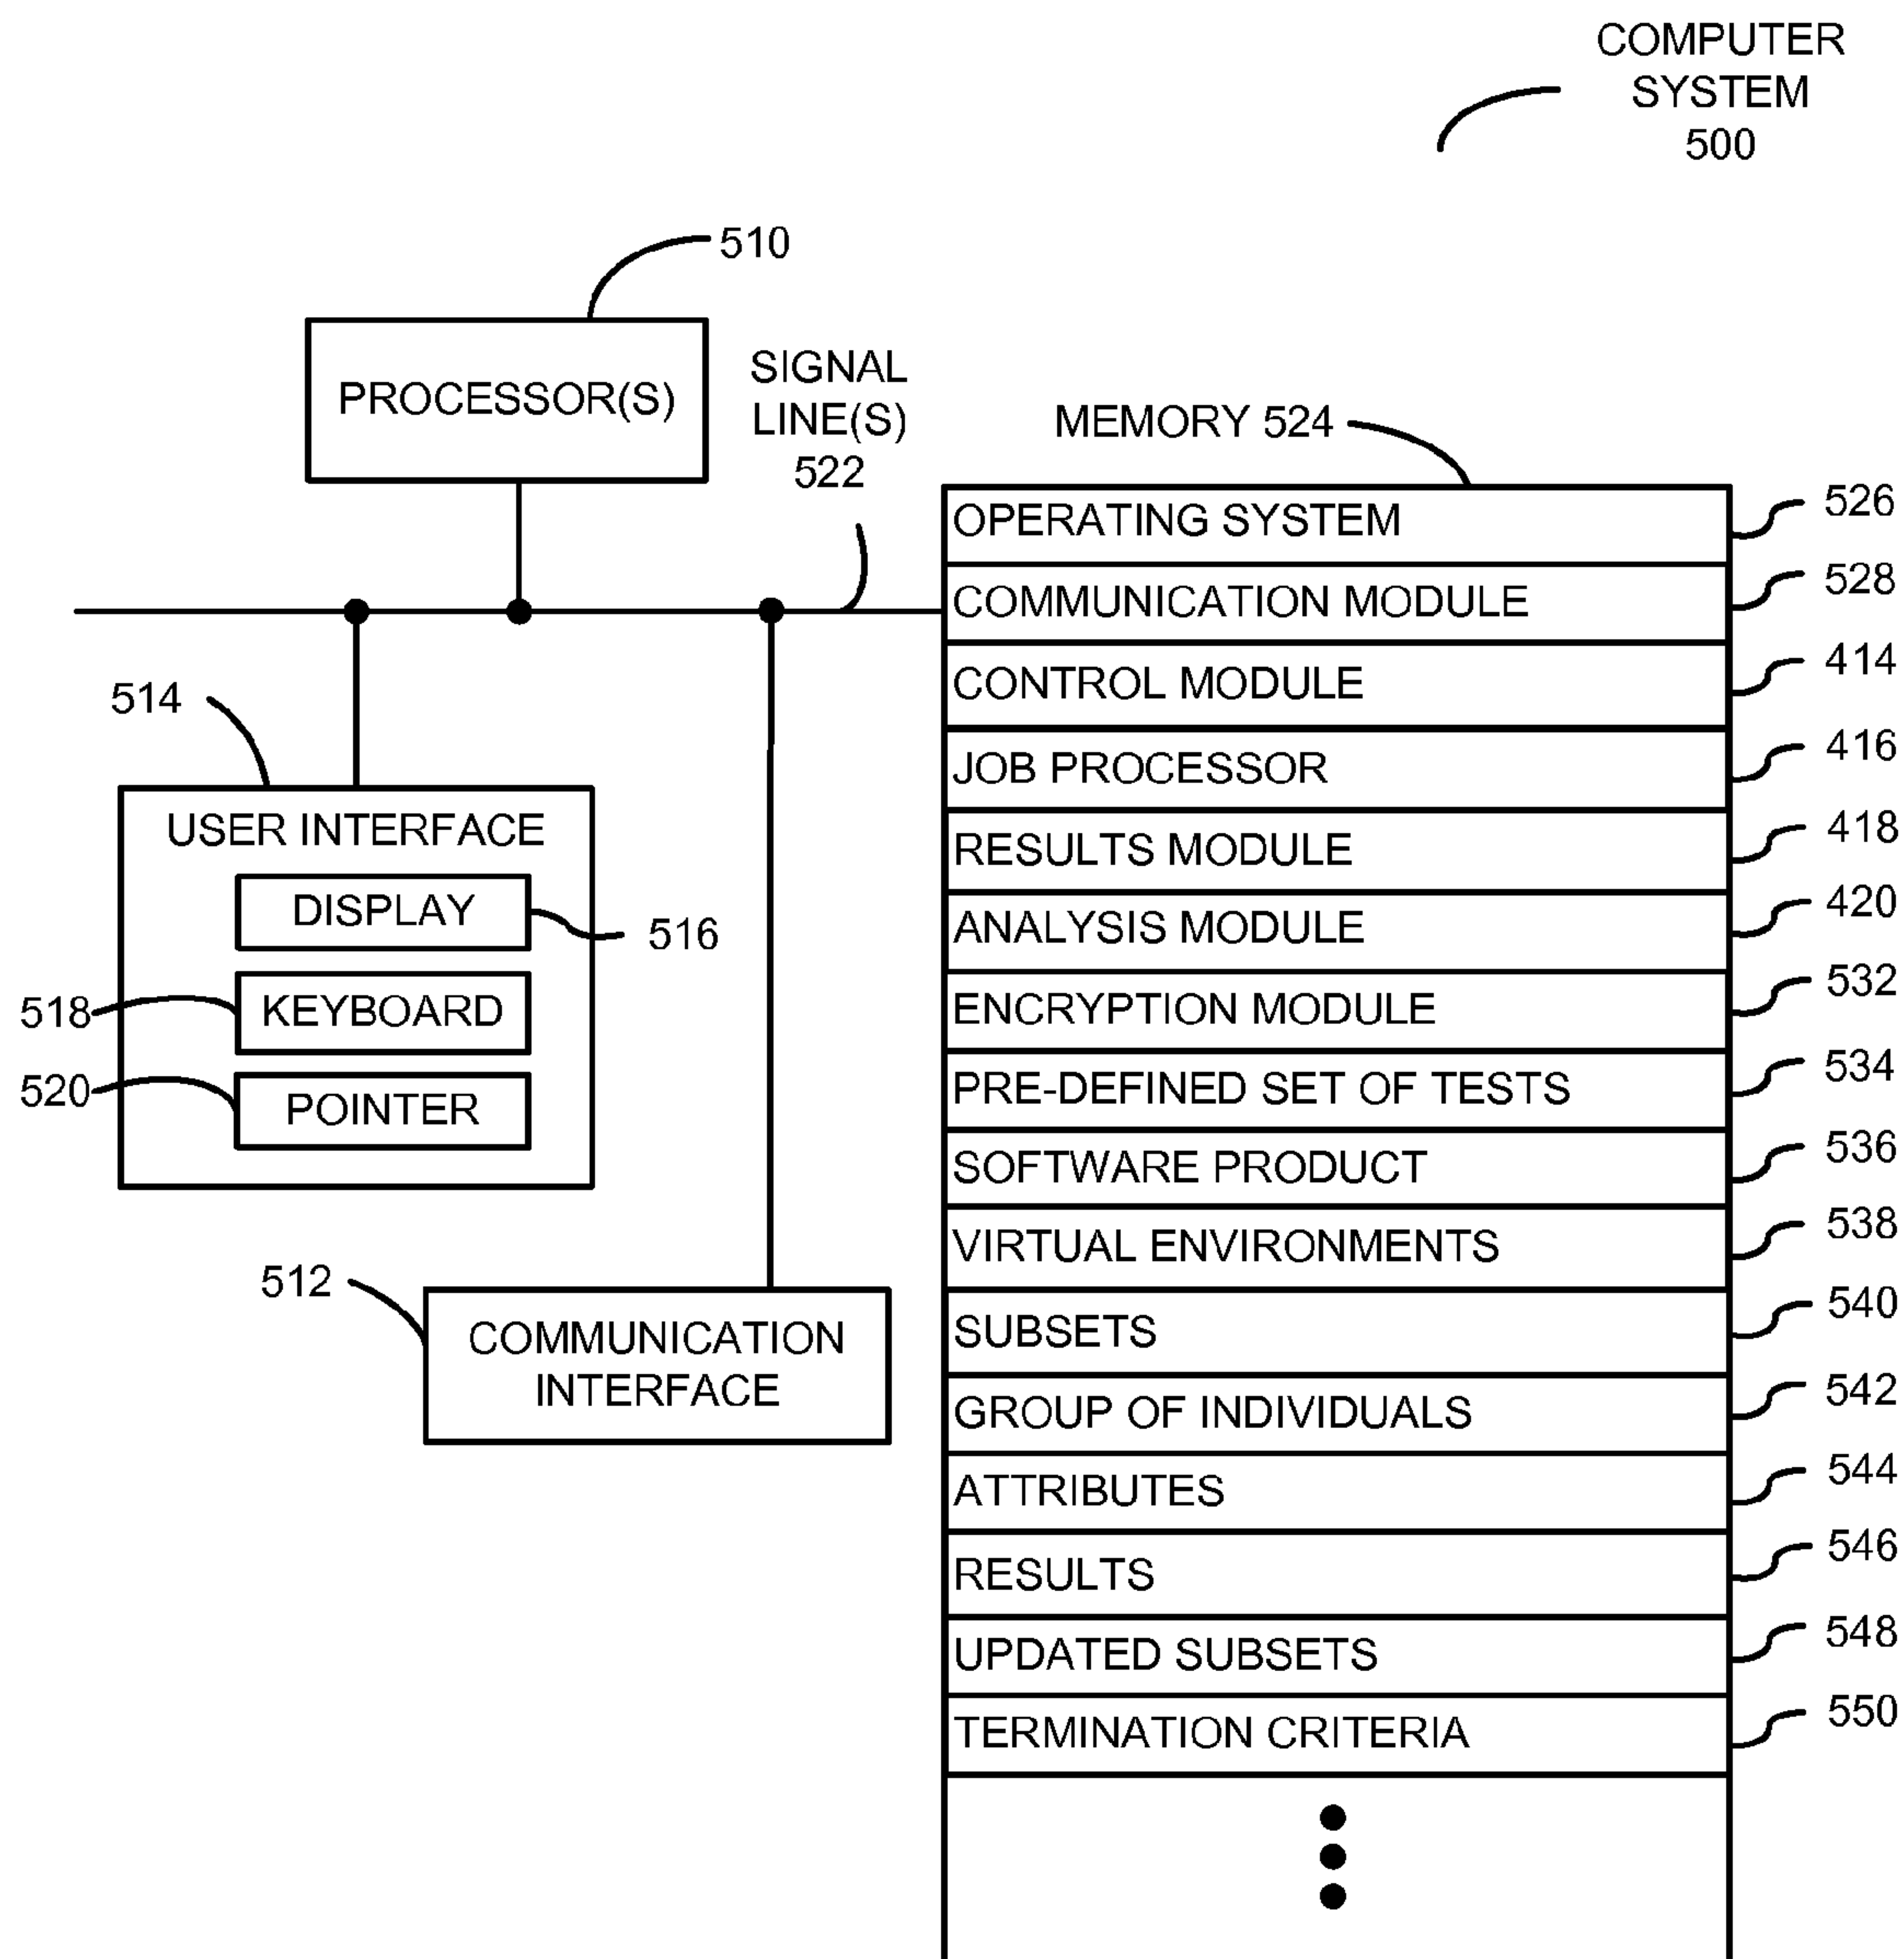 COMPUTER
SYSTEM
500
510
PROCESSOR(S)
SIGNAL
LINE(S)
522
MEMORY 524
OPERATING SYSTEM
526
COMMUNICATION MODULE
528
CONTROL MODULE
414
JOB PROCESSOR
416
RESULTS MODULE
418
ANALYSIS MODULE
420
ENCRYPTION MODULE
532
PRE-DEFINED SET OF TESTS
534
SOFTWARE PRODUCT
536
VIRTUAL ENVIRONMENTS
538
SUBSETS
540
GROUP OF INDIVIDUALS
542
ATTRIBUTES
544
RESULTS
546
UPDATED SUBSETS
548
TERMINATION CRITERIA
550
514
USER INTERFACE
DISPLAY
516
518
KEYBOARD
520
POINTER
512
COMMUNICATION
INTERFACE